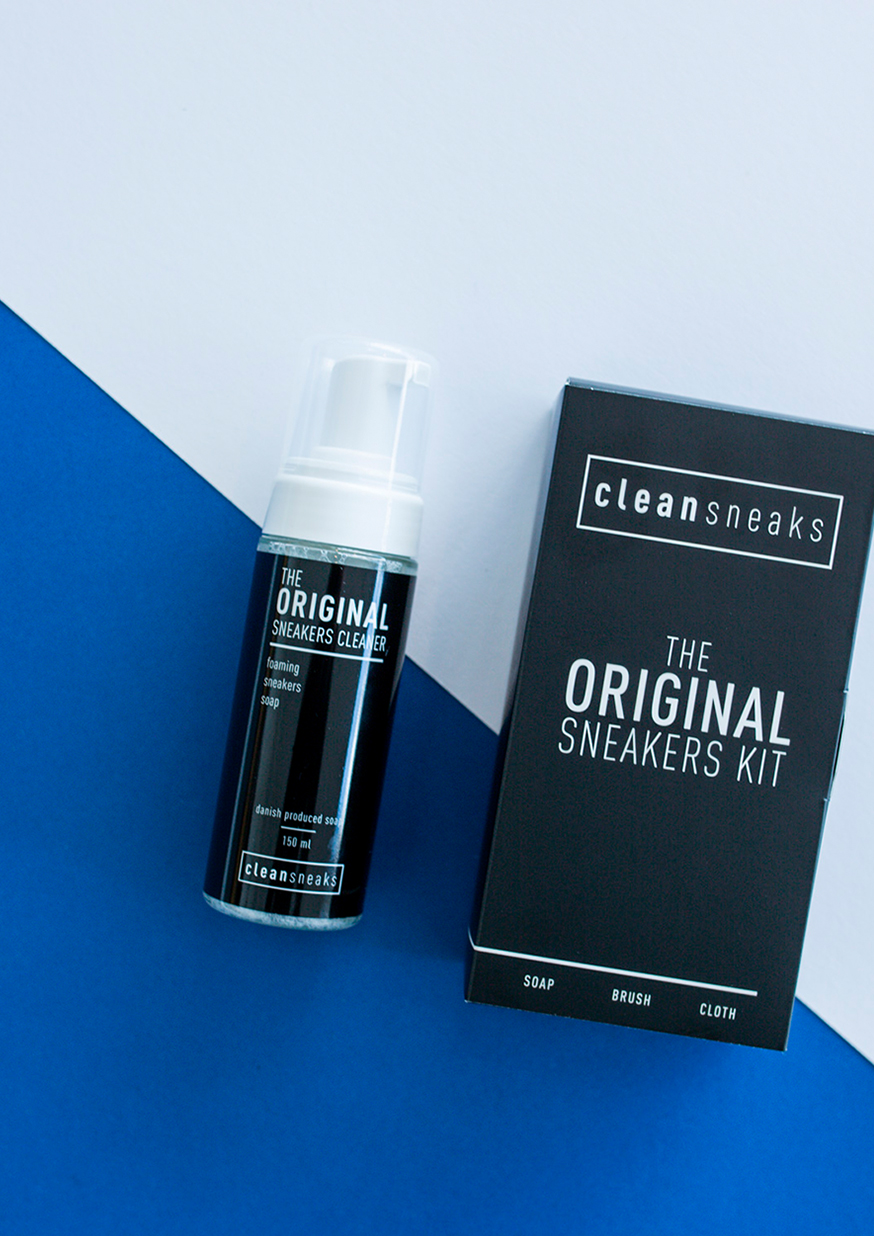 THE
ORIGINAL
SNEAKERS CLEANER
foaming
sneakers
soap
danish produced soap
150 ml
cleansneaks
cleansneaks
THE
ORIGINAL
SNEAKERS KIT
SOAP BRUSH CLOTH